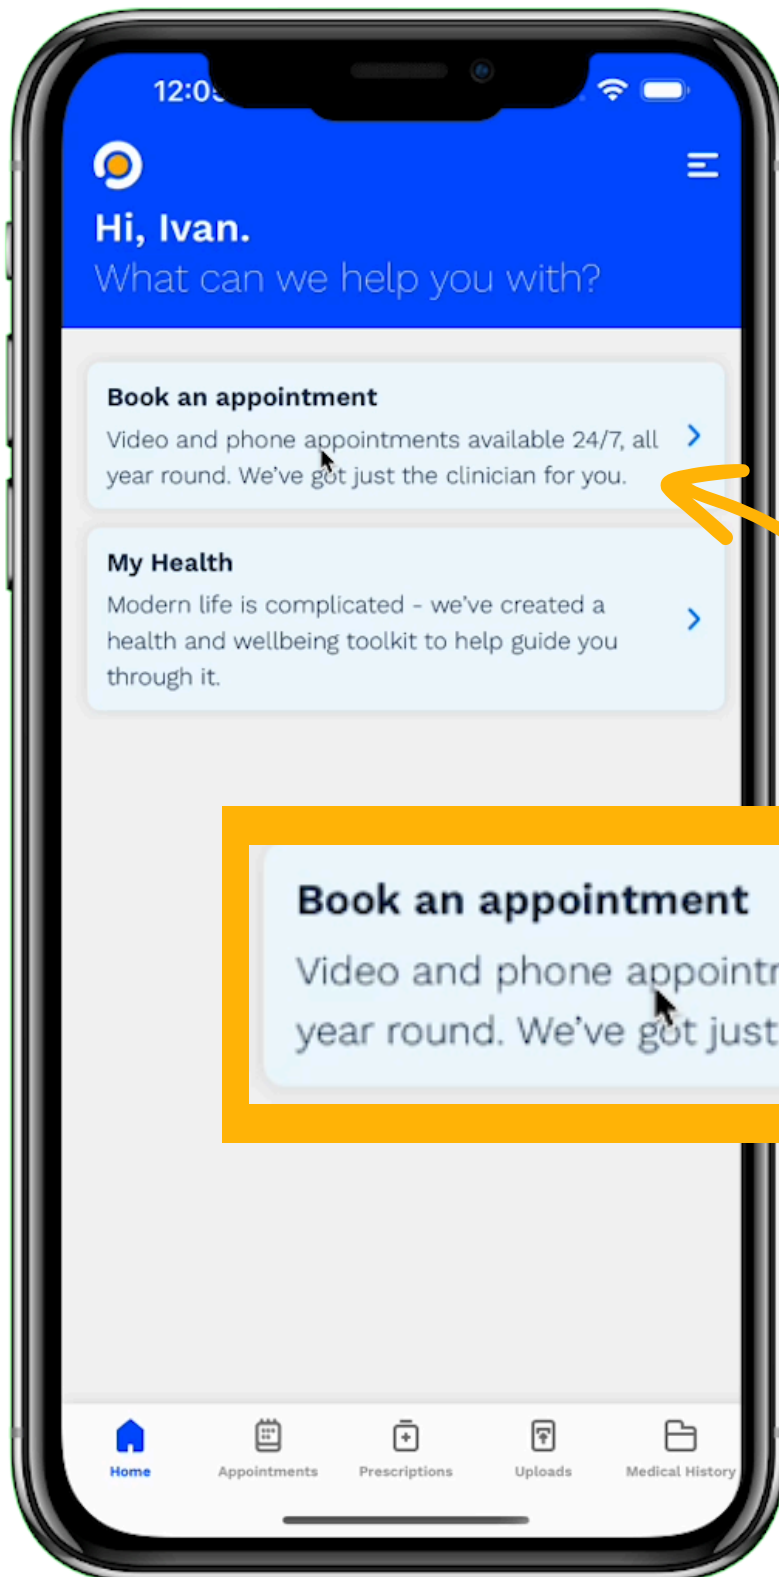 12:0
Hi, Ivan.
What can we help you with?
Book an appointment
Video and phone appointments available 24/7, all
year round. We've got just the clinician for you.
My Health
Modern life is complicated - we've created a
health and wellbeing toolkit to help guide you
through it.
Book an appointment
Video and phone appoint
year round. We've got just
Home
Appointments
Prescriptions
Uploads
Medical History